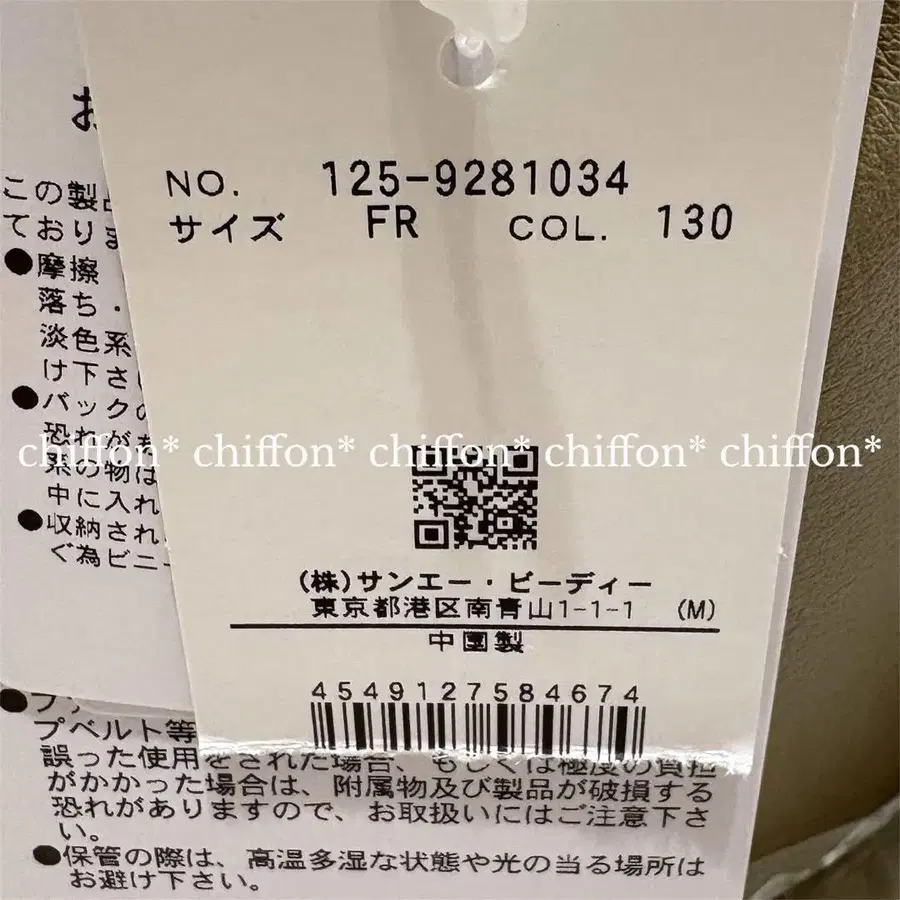 NO. 125-9281034
サイズ FR COL. 130
chiffon* chiffon* chiffon* chiffon* chiffon*
(株)サンエー・ビーディー
東京都港区南青山1-1-1 (M)
中国製
4549127584674
お
この製品
ておりま
●摩擦
落ち・
淡色系
け下さい
●バックの
恐れがあ
素の物は
中に入れ
●収納され
ぐ為ビニー
プベルト等
誤った使用をされた場合、もしくは極度の負担
がかかった場合は、附属物及び製品が破損する
恐れがありますので、お取扱いにはご注意下さ
い。
●保管の際は、高温多湿な状態や光の当る場所は
お避け下さい。